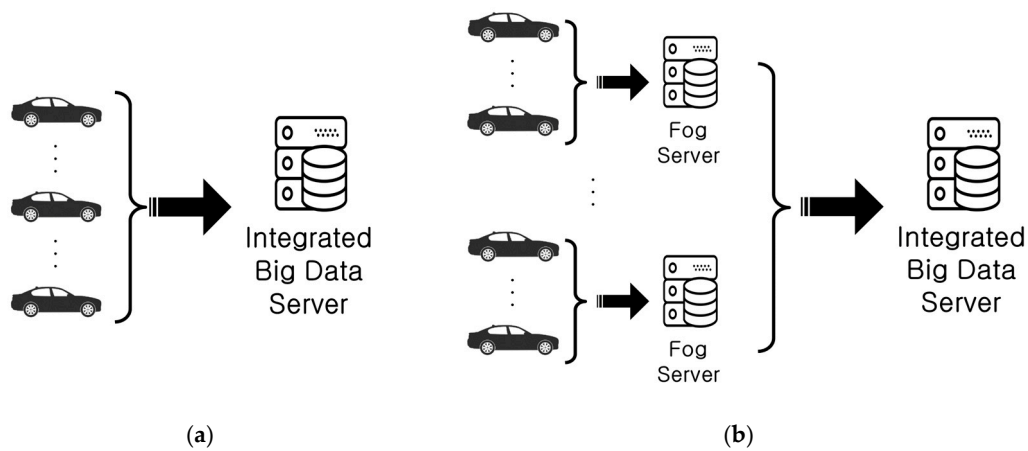 Integrated
Big Data
Server
(a)
Fog
Server
Fog
Server
Integrated
Big Data
Server
(b)